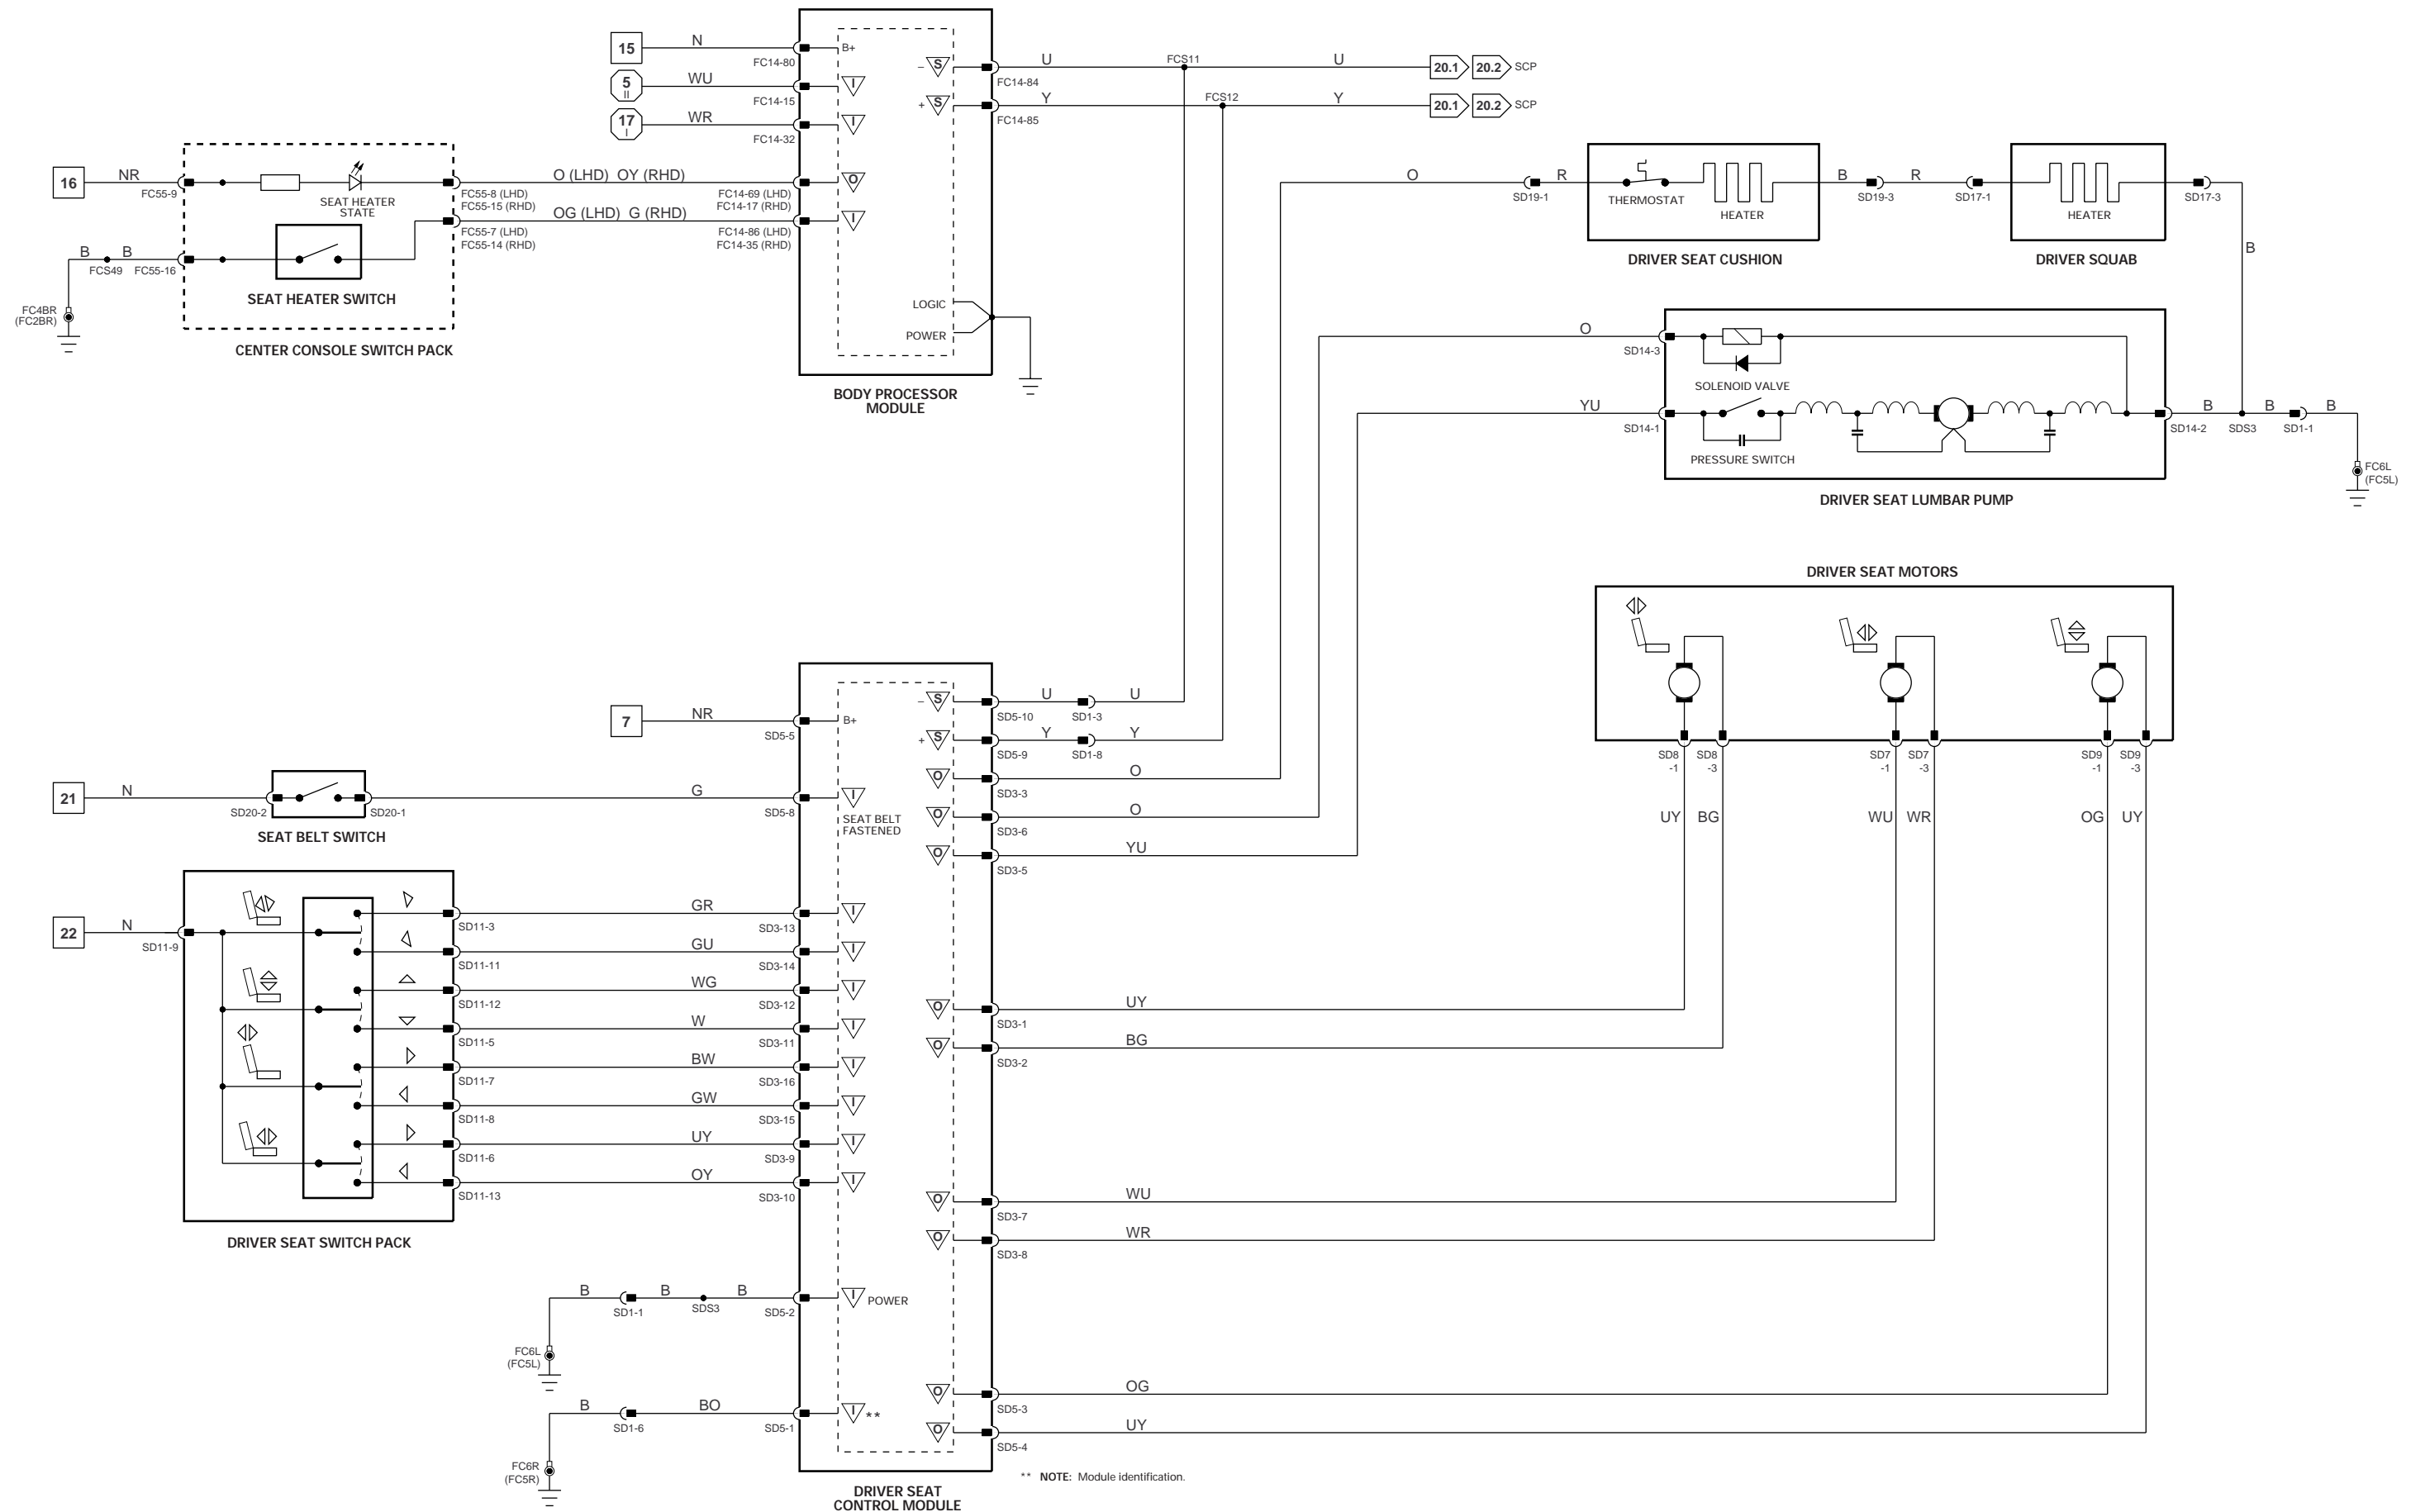 15
N
FC14-80
B+
5
II
WU
FC14-15
I
17
I
WR
FC14-32
I
–
S
U
FCS11
U
20.1
20.2
SCP
FC14-84
+
S
Y
FCS12
Y
20.1
20.2
SCP
FC14-85
16
NR
FC55-9
SEAT HEATER
STATE
FC55-8 (LHD)
FC55-15 (RHD)
O (LHD) OY (RHD)
FC14-69 (LHD)
FC14-17 (RHD)
O
OG (LHD) G (RHD)
FC55-7 (LHD)
FC55-14 (RHD)
FC14-86 (LHD)
FC14-35 (RHD)
I
B
B
FCS49
FC55-16
SEAT HEATER SWITCH
FC4BR
(FC2BR)
CENTER CONSOLE SWITCH PACK
LOGIC
POWER
BODY PROCESSOR
MODULE
O
R
SD19-1
THERMOSTAT
HEATER
B
SD19-3
R
SD17-1
HEATER
SD17-3
DRIVER SEAT CUSHION
DRIVER SQUAB
B
O
SD14-3
SOLENOID VALVE
YU
SD14-1
PRESSURE SWITCH
B
SD14-2
SDS3
B
SD1-1
B
FC6L
(FC5L)
DRIVER SEAT LUMBAR PUMP
DRIVER SEAT MOTORS
SD8
-1
SD8
-3
SD7
-1
SD7
-3
SD9
-1
SD9
-3
UY
BG
WU
WR
OG
UY
7
NR
SD5-5
B+
–
S
U
SD5-10
SD1-3
U
+
S
Y
SD5-9
SD1-8
Y
O
O
SD3-3
O
O
SD3-6
O
YU
SD3-5
21
N
SD20-2
SD20-1
SEAT BELT SWITCH
G
SD5-8
I
SEAT BELT
FASTENED
22
N
SD11-9
SD11-3
GR
SD3-13
I
SD11-11
GU
SD3-14
I
SD11-12
WG
SD3-12
I
SD11-5
W
SD3-11
I
SD11-7
BW
SD3-16
I
SD11-8
GW
SD3-15
I
SD11-6
UY
SD3-9
I
SD11-13
OY
SD3-10
I
DRIVER SEAT SWITCH PACK
O
UY
SD3-1
O
BG
SD3-2
O
WU
SD3-7
O
WR
SD3-8
B
SD1-1
B
SDS3
B
SD5-2
I
POWER
FC6L
(FC5L)
B
SD1-6
BO
SD5-1
I
**
FC6R
(FC5R)
O
OG
SD5-3
O
UY
SD5-4
** NOTE: Module identification.
DRIVER SEAT
CONTROL MODULE